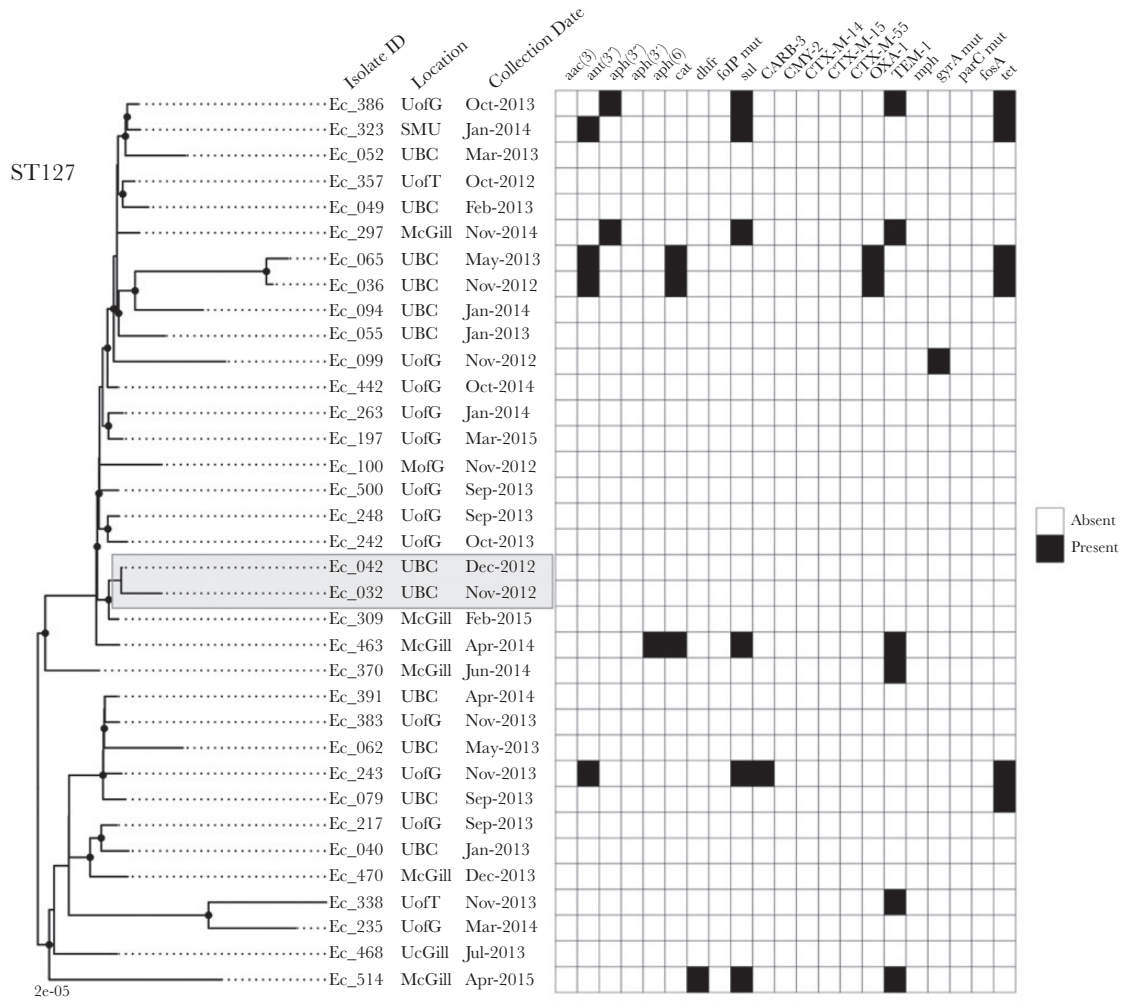 Isolate ID Location Collection Date aac(3) ant(3") aph(3") aph(3') aph(6) cat dhfr folP mut sul CARB-3 CMY-2 CTX-M-14 CTX-M-15 CTX-M-55 OXA-1 TEM-1 mph gyrA mut parC mut fosA tet
Ec_386 UofG Oct-2013
Ec_323 SMU Jan-2014
Ec_052 UBC Mar-2013
ST127
Ec_357 UofT Oct-2012
Ec_049 UBC Feb-2013
Ec_297 McGill Nov-2014
Ec_065 UBC May-2013
Ec_036 UBC Nov-2012
Ec_094 UBC Jan-2014
Ec_055 UBC Jan-2013
Ec_099 UofG Nov-2012
Ec_442 UofG Oct-2014
Ec_263 UofG Jan-2014
Ec_197 UofG Mar-2015
Ec_100 MofG Nov-2012
Ec_500 UofG Sep-2013
Ec_248 UofG Sep-2013
Ec_242 UofG Oct-2013
Ec_042 UBC Dec-2012
Ec_032 UBC Nov-2012
Ec_309 McGill Feb-2015
Ec_463 McGill Apr-2014
Ec_370 McGill Jun-2014
Ec_391 UBC Apr-2014
Ec_383 UofG Nov-2013
Ec_062 UBC May-2013
Ec_243 UofG Nov-2013
Ec_079 UBC Sep-2013
Ec_217 UofG Sep-2013
Ec_040 UBC Jan-2013
Ec_470 McGill Dec-2013
Ec_338 UofT Nov-2013
Ec_235 UofG Mar-2014
Ec_468 UcGill Jul-2013
Ec_514 McGill Apr-2015
2e-05
Absent
Present